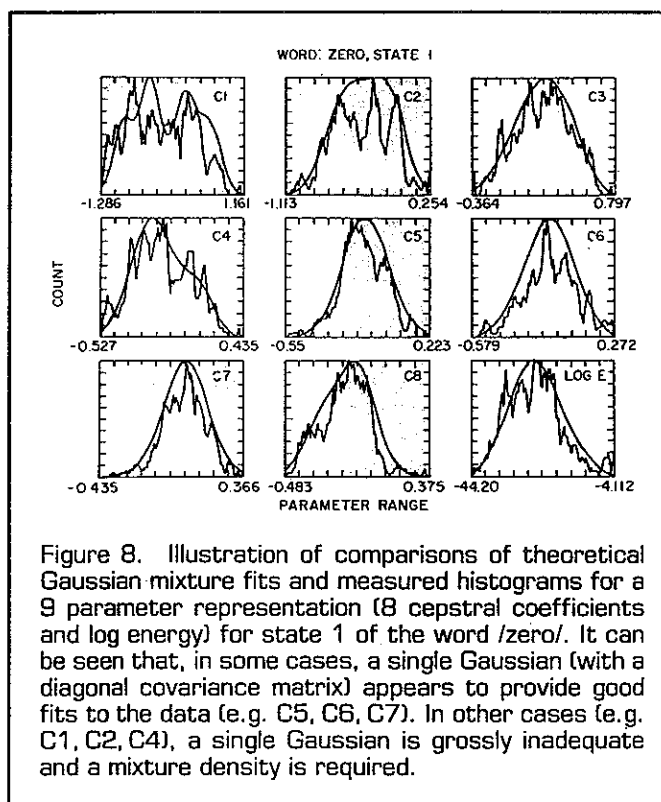 WORD: ZERO, STATE 1
C1
C2
C3
-1.286 1.161
-1.113 0.254
-0.364 0.797
C4
C5
C6
-0.527 0.435
-0.55 0.223
-0.579 0.272
C7
C8
LOG E
-0.435 0.366
-0.483 0.375
-44.20 -4.112
COUNT
PARAMETER RANGE
Figure 8. Illustration of comparisons of theoretical
Gaussian mixture fits and measured histograms for a
9 parameter representation (8 cepstral coefficients
and log energy) for state 1 of the word /zero/. It can
be seen that, in some cases, a single Gaussian (with a
diagonal covariance matrix) appears to provide good
fits to the data (e.g. C5, C6, C7). In other cases (e.g.
C1, C2, C4), a single Gaussian is grossly inadequate
and a mixture density is required.